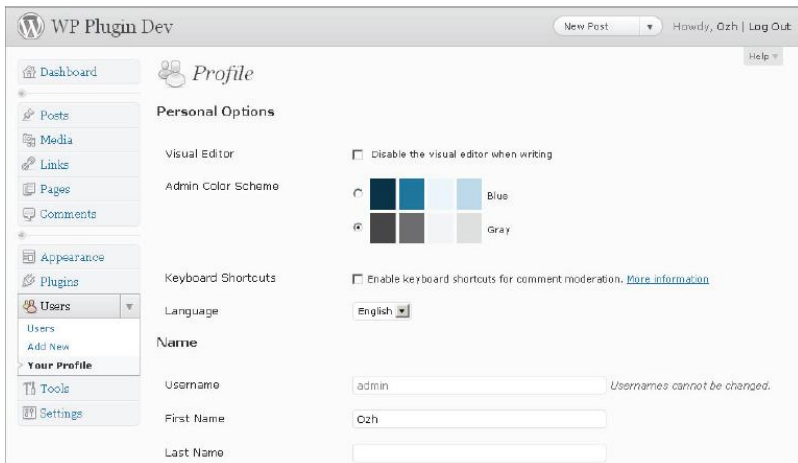 WP Plugin Dev
New Post
Howdy, Ozh | Log Out
Help
Dashboard
Posts
Media
Links
Pages
Comments
Appearance
Plugins
Users
Users
Add New
Your Profile
Tools
Settings
Profile
Personal Options
Visual Editor
Disable the visual editor when writing
Admin Color Scheme
Blue
Gray
Keyboard Shortcuts
Enable keyboard shortcuts for comment moderation. More information
Language
English
Name
Username
admin
Usernames cannot be changed.
First Name
Ozh
Last Name